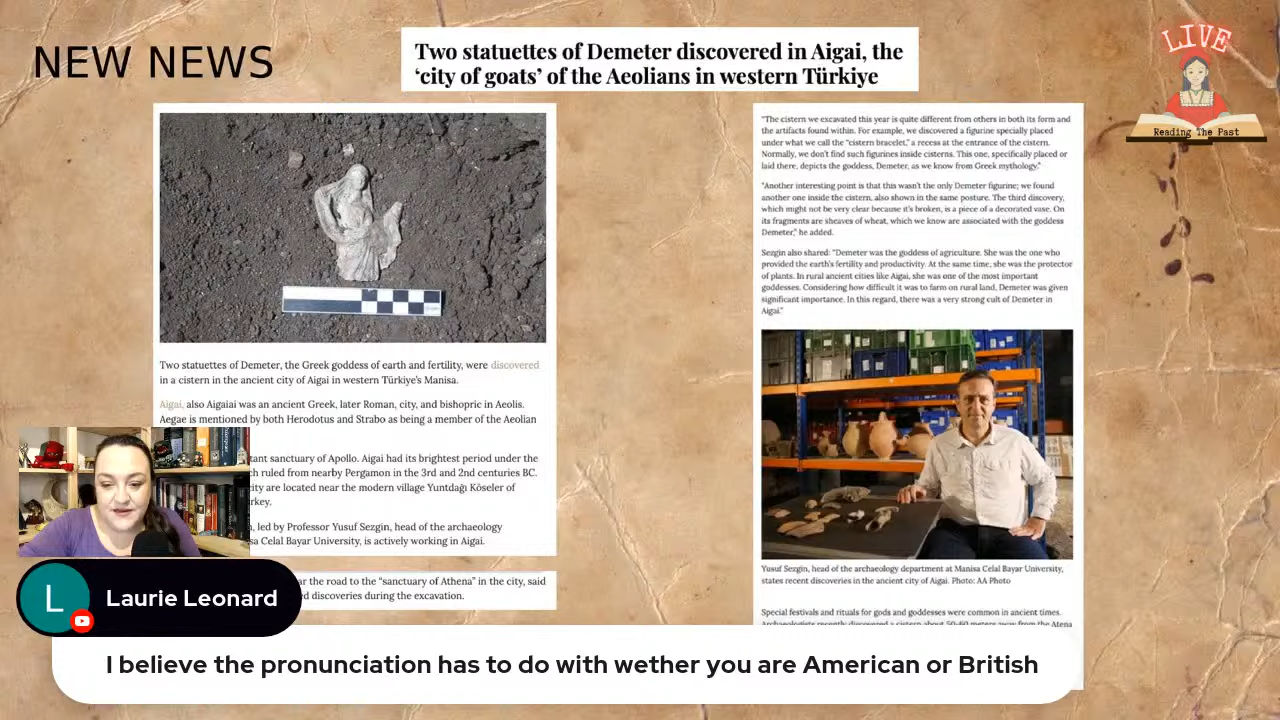 NEW NEWS
Two statuettes of Demeter discovered in Aigai, the
'city of goats' of the Aeolians in western Türkiye
LIVE
Reading The Past
Two statuettes of Demeter, the Greek goddess of earth and fertility, were discovered
in a cistern in the ancient city of Aigai in western Türkiye's Manisa.
Aigai, also Aigaiai was an ancient Greek, later Roman, city, and bishopric in Aeolis.
Aegae is mentioned by both Herodotus and Strabo as being a member of the Aeolian
sanctuary of Apollo. Aigai had its brightest period under the
ruled from nearby Pergamon in the 3rd and 2nd centuries BC.
are located near the modern village Yuntdağı Köseler of
led by Professor Yusuf Sezgin, head of the archaeology
Celal Bayar University, is actively working in Aigai.
the road to the "sanctuary of Athena" in the city, said
discoveries during the excavation.
"The cistern we excavated this year is quite different from others in both its form and
the artifacts found within. For example, we discovered a figurine specially placed
under what we call the "cistern bracelet," a recess at the entrance of the cistern.
Normally, we don't find such figurines inside cisterns. This one, specifically placed or
laid there, depicts the goddess, Demeter, as we know from Greek mythology."
"Another interesting point is that this wasn't the only Demeter figurine; we found
another one inside the cistern, also shown in the same posture. The third discovery,
which might not be very clear because it's broken, is a piece of a decorated vase. On
its fragments are sheaves of wheat, which we know are associated with the goddess
Demeter," he added.
Sezgin also shared: "Demeter was the goddess of agriculture. She was the one who
provided the earth's fertility and productivity. At the same time, she was the protector
of plants. In rural ancient cities like Aigai, she was one of the most important
goddesses. Considering how difficult it was to farm on rural land, Demeter was given
significant importance. In this regard, there was a very strong cult of Demeter in
Aigai."
Yusuf Sezgin, head of the archaeology department at Manisa Celal Bayar University,
states recent discoveries in the ancient city of Aigai. Photo: AA Photo
Special festivals and rituals for gods and goddesses were common in ancient times.
Archaeologists recently discovered a cistern about 50-60 meters away from the Atena
L
Laurie Leonard
I believe the pronunciation has to do with wether you are American or British